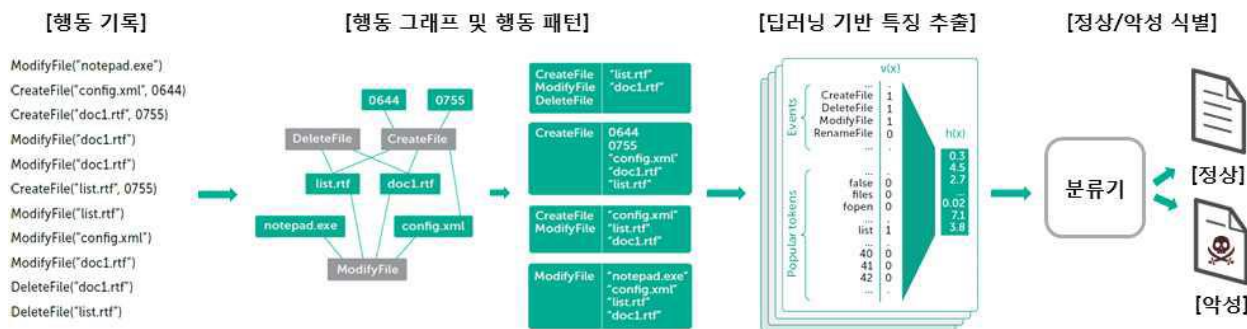 [행동 기록]
ModifyFile("notepad.exe")
CreateFile("config.xml", 0644)
CreateFile("doc1.rtf", 0755)
ModifyFile("doc1.rtf")
ModifyFile("doc1.rtf")
CreateFile("list.rtf", 0755)
ModifyFile("list.rtf")
ModifyFile("config.xml")
ModifyFile("doc1.rtf")
DeleteFile("doc1.rtf")
DeleteFile("list.rtf")
[행동 그래프 및 행동 패턴]
0644
0755
DeleteFile
CreateFile
list.rtf
doc1.rtf
notepad.exe
config.xml
ModifyFile
CreateFile "list.rtf"
ModifyFile "doc1.rtf"
DeleteFile
CreateFile 0644
0755
"config.xml"
"doc1.rtf"
"list.rtf"
CreateFile "config.xml"
ModifyFile "list.rtf"
"doc1.rtf"
ModifyFile "notepad.exe"
"config.xml"
"list.rtf"
"doc1.rtf"
[딥러닝 기반 특징 추출]
v(x)
Events
... .
CreateFile 1
DeleteFile 1
ModifyFile 1
RenameFile 0
... .
Popular tokens
... .
false 0
files 0
fopen 0
... .
list 1
... .
40 0
41 0
42 0
... .
h(x)
0.3
4.5
2.7
...
0.02
7.1
3.8
[정상/악성 식별]
분류기
[정상]
[악성]